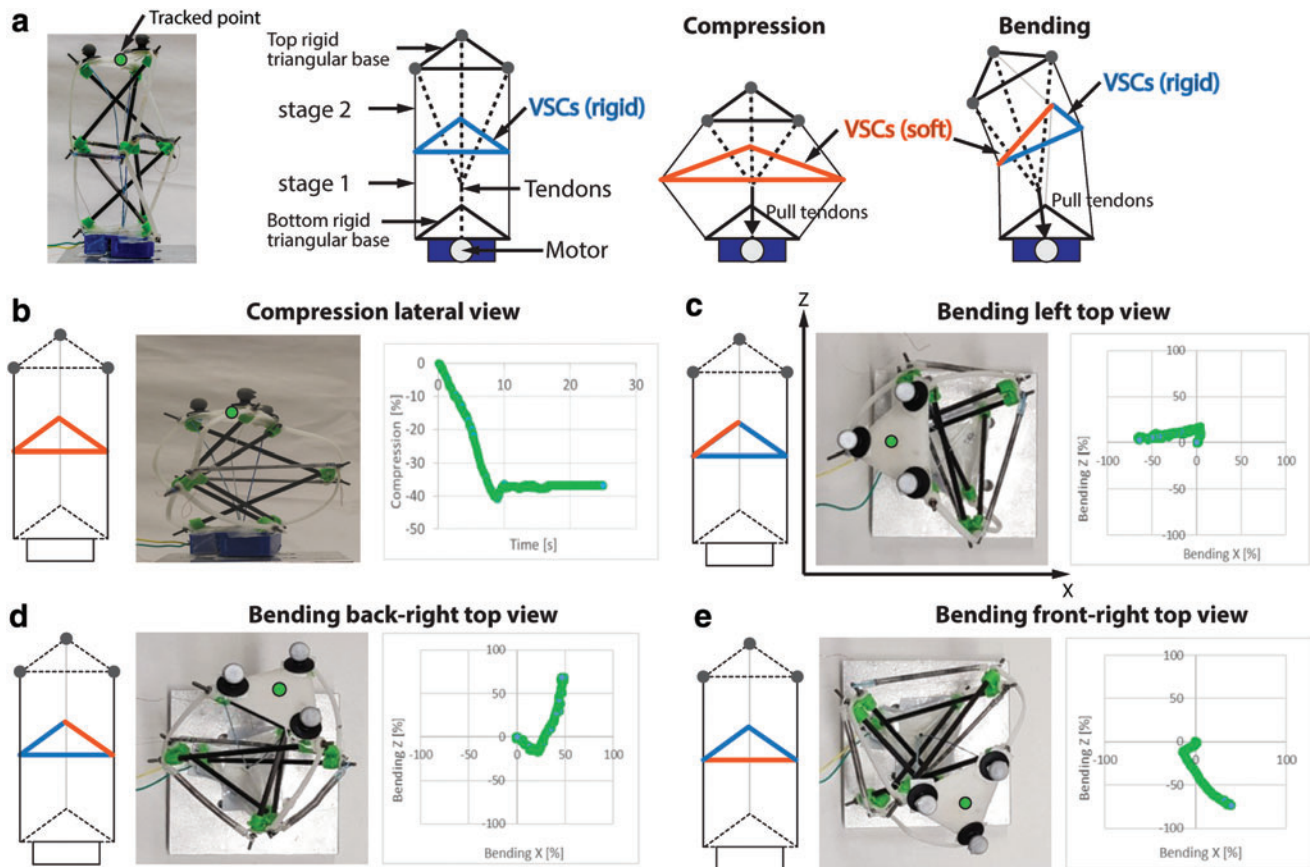 a
Tracked point
Top rigid
triangular base
stage 2
VSCs (rigid)
stage 1
Tendons
Bottom rigid
triangular base
Motor
Compression
VSCs (soft)
Pull tendons
Bending
VSCs (rigid)
Pull tendons
b
Compression lateral view
0
-10
-20
-30
-40
-50
0
10
20
30
Compression [%]
Time [s]
c
Z
X
Bending left top view
100
50
0
-50
-100
-100
-50
0
50
100
Bending Z [%]
Bending X [%]
d
Bending back-right top view
100
50
0
-50
-100
-100
-50
0
50
100
Bending Z [%]
Bending X [%]
e
Bending front-right top view
100
50
0
-50
-100
-100
0
100
Bending Z [%]
Bending X [%]